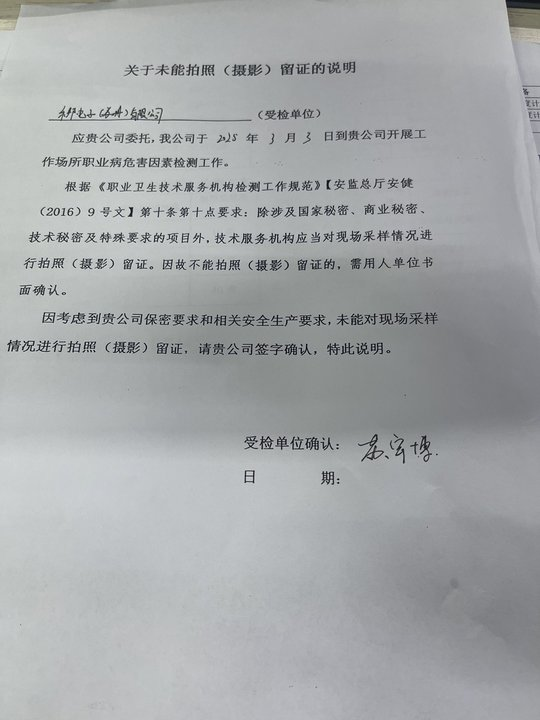 关于未能拍照（摄影）留证的说明
电子（苏州）有限公司（受检单位）
应贵公司委托，我公司于 年 3 月 3 日到贵公司开展工
作场所职业病危害因素检测工作。
根据《职业卫生技术服务机构检测工作规范》【安监总厅安健
（2016）9 号文】第十条第十点要求：除涉及国家秘密、商业秘密、
技术秘密及特殊要求的项目外，技术服务机构应当对现场采样情况进
行拍照（摄影）留证。因故不能拍照（摄影）留证的，需用人单位书
面确认。
因考虑到贵公司保密要求和相关安全生产要求，未能对现场采样
情况进行拍照（摄影）留证，请贵公司签字确认，特此说明。
受检单位确认：
日 期：